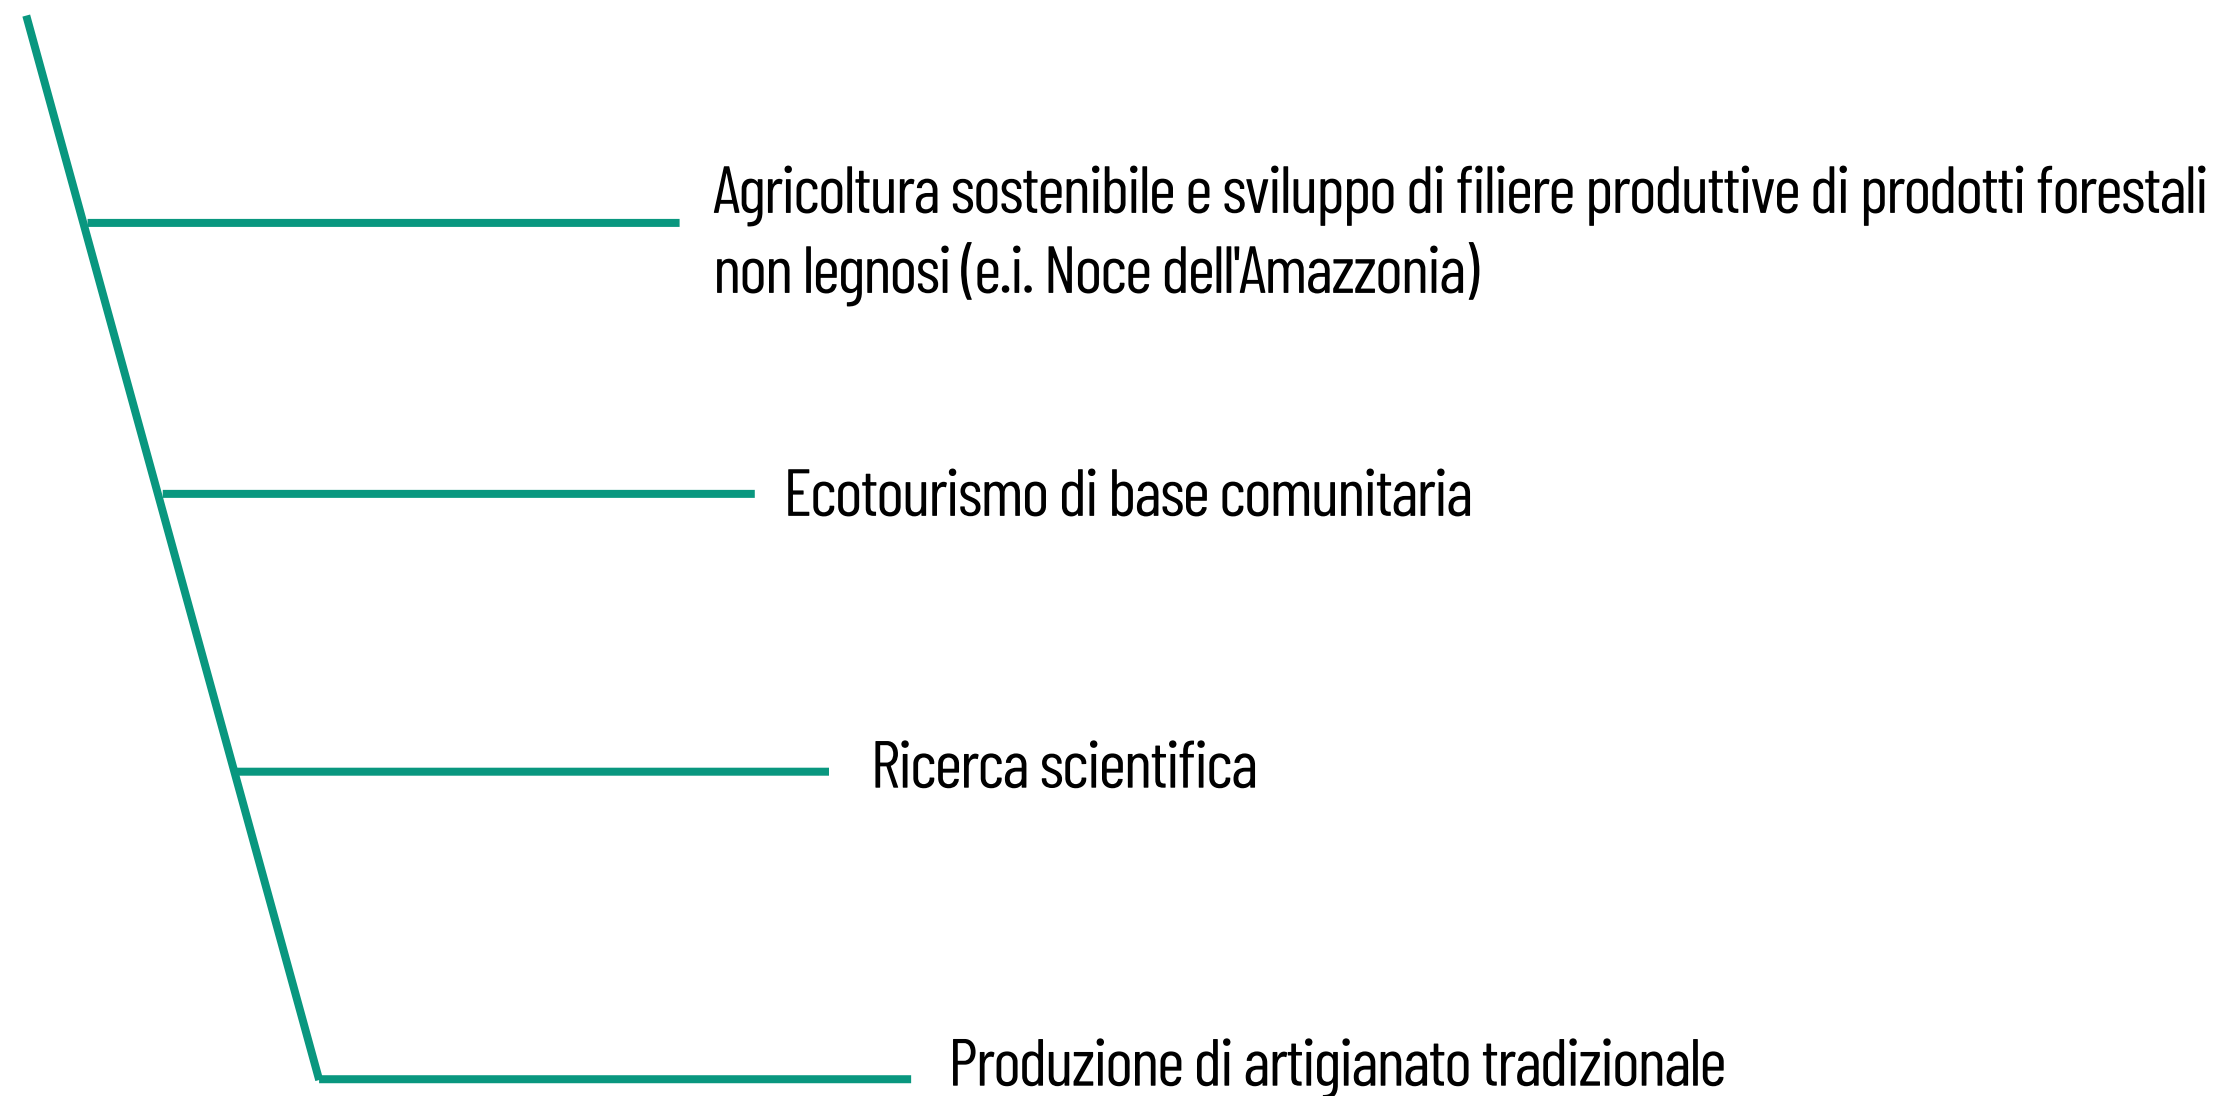 Agricoltura sostenibile e sviluppo di filiere produttive di prodotti forestali
non legnosi (e.i. Noce dell'Amazzonia)
Ecotourismo di base comunitaria
Ricerca scientifica
Produzione di artigianato tradizionale